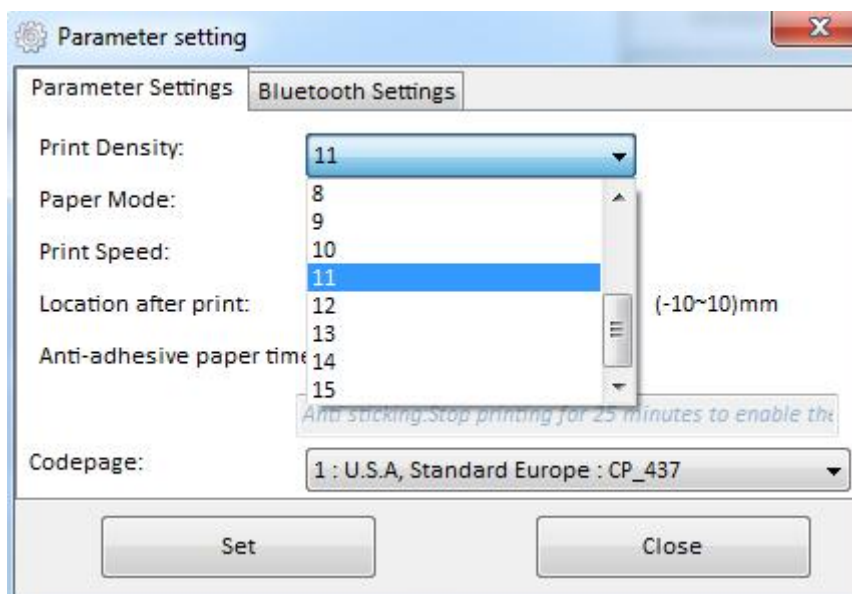 Parameter setting
Parameter Settings
Bluetooth Settings
Print Density:
11
Paper Mode:
8
9
Print Speed:
10
11
Location after print:
12
(-10~10)mm
13
Anti-adhesive paper time
14
15
Anti sticking:Stop printing for 25 minutes to enable the
Codepage:
1 : U.S.A, Standard Europe : CP_437
Set
Close